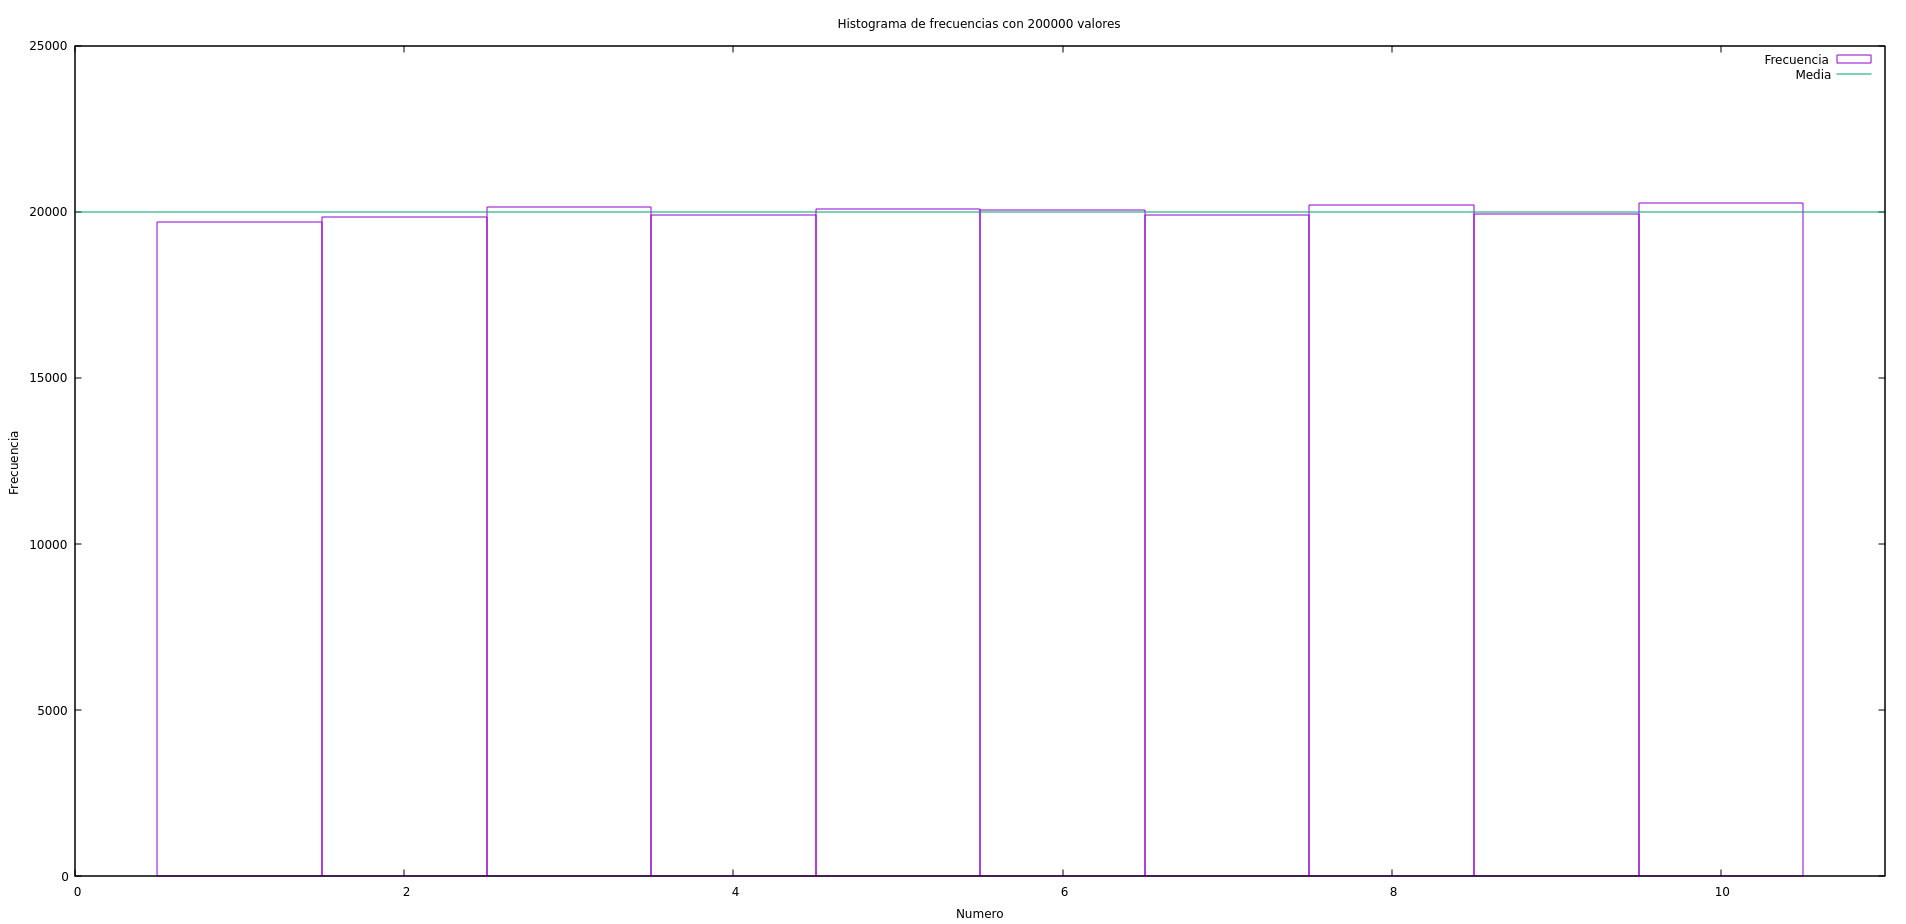 Histograma de frecuencias con 200000 valores
25000
20000
15000
10000
5000
0
Frecuencia
Frecuencia
Media
0 2 4 6 8 10
Numero